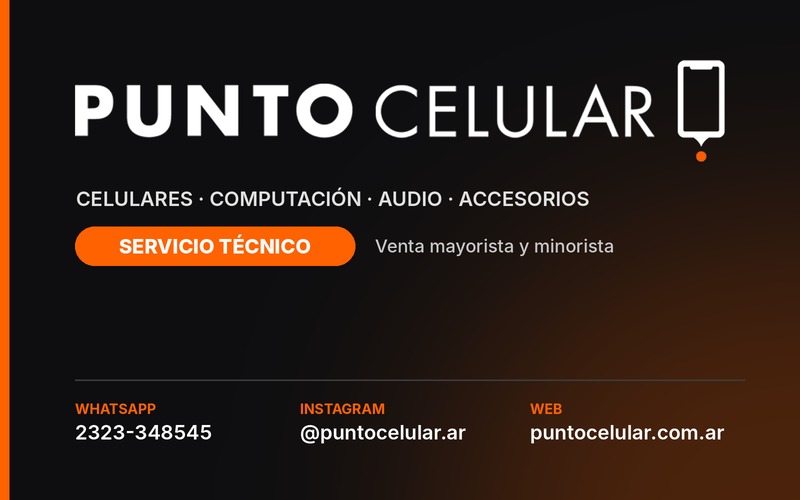 PUNTO CELULAR
CELULARES · COMPUTACIÓN · AUDIO · ACCESORIOS
SERVICIO TÉCNICO
Venta mayorista y minorista
WHATSAPP
2323-348545
INSTAGRAM
@puntocelular.ar
WEB
puntocelular.com.ar